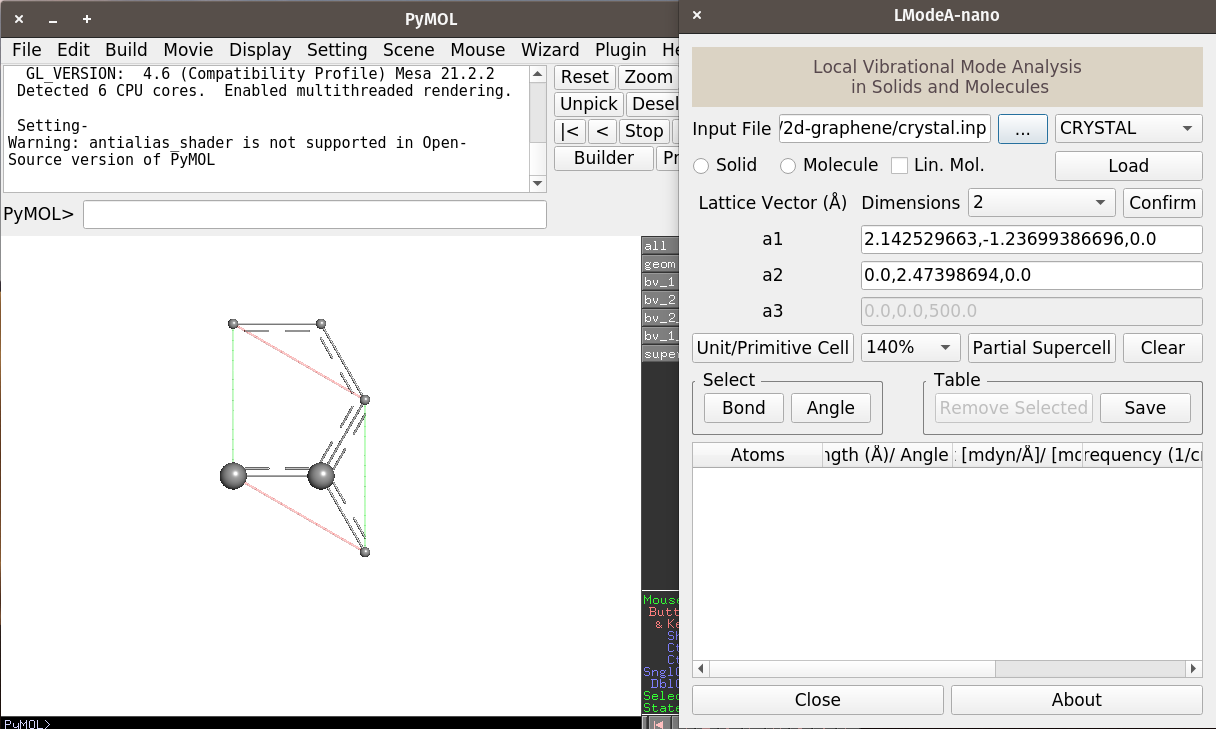 PyMOL
File Edit Build Movie Display Setting Scene Mouse Wizard Plugin He
GL_VERSION: 4.6 (Compatibility Profile) Mesa 21.2.2
Detected 6 CPU cores. Enabled multithreaded rendering.
Setting-
Warning: antialias_shader is not supported in Open-
Source version of PyMOL
Reset Zoom
Unpick Desel
|< < Stop
Builder Pr
PyMOL>
all
geom
bv_1
bv_2
bv_2
bv_1
super
Mouse
Butt
& Ke
Sh
Ct
Ct
SnglC
DblC
Selec
State
PyMOL>
LModeA-nano
Local Vibrational Mode Analysis
in Solids and Molecules
Input File /2d-graphene/crystal.inp ... CRYSTAL
Solid Molecule Lin. Mol. Load
Lattice Vector (Å) Dimensions 2 Confirm
a1 2.142529663,-1.23699386696,0.0
a2 0.0,2.47398694,0.0
a3 0.0,0.0,500.0
Unit/Primitive Cell 140% Partial Supercell Clear
Select Table
Bond Angle Remove Selected Save
Atoms ngth (Å)/ Angle [mdyn/Å]/ [mc requency (1/c
Close About